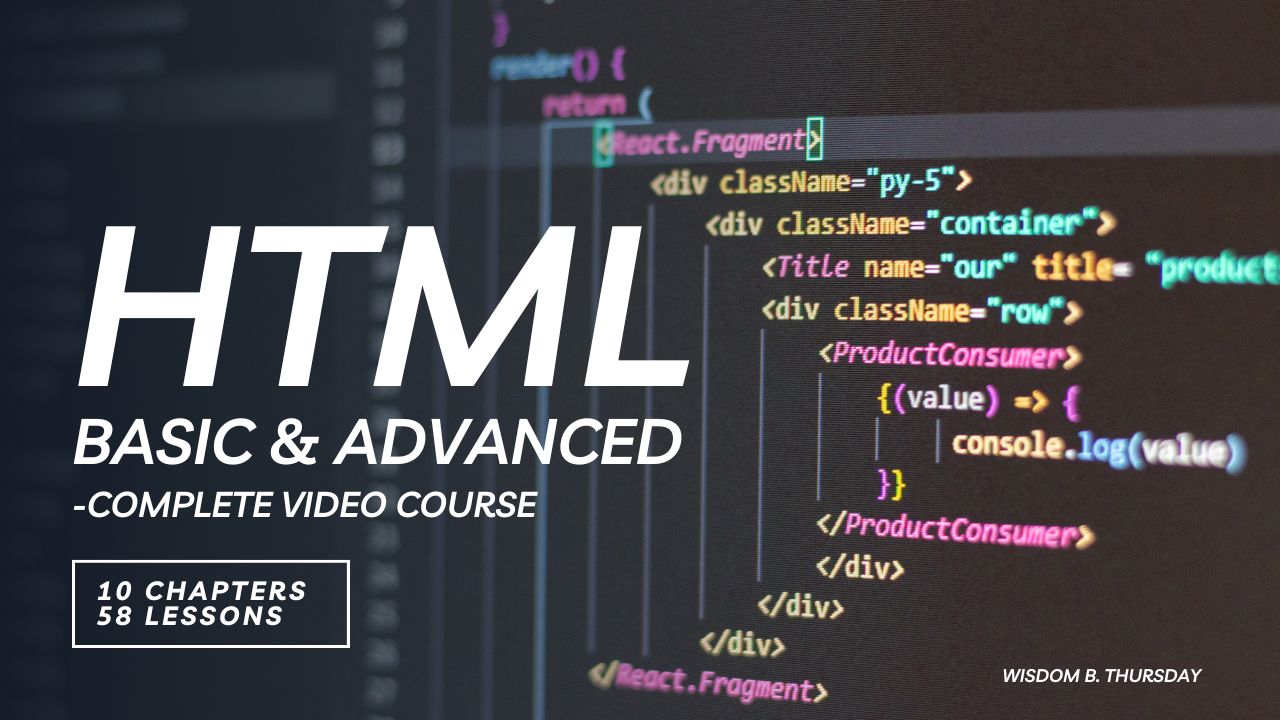 }
render() {
return (
<React.Fragment>
<div className="py-5">
<div className="container">
<Title name="our" title= "product
<div className="row">
<ProductConsumer>
{(value) => {
console.log(value)
}}
</ProductConsumer>
</div>
</div>
</div>
</React.Fragment>
HTML
BASIC & ADVANCED
-COMPLETE VIDEO COURSE
10 CHAPTERS
58 LESSONS
WISDOM B. THURSDAY